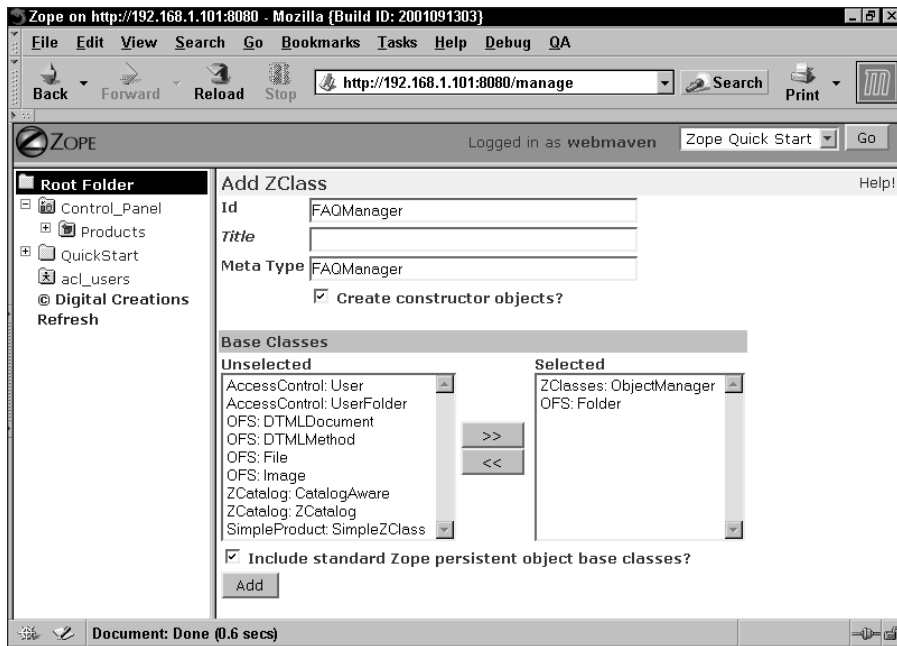 Zope on http://192.168.1.101:8080 - Mozilla {Build ID: 2001091303}
File Edit View Search Go Bookmarks Tasks Help Debug QA
Back Forward Reload Stop http://192.168.1.101:8080/manage Search Print
ZOPE Logged in as webmaven Zope Quick Start Go
Root Folder
Control_Panel
Products
QuickStart
acl_users
© Digital Creations
Refresh
Add ZClass Help!
Id FAQManager
Title
Meta Type FAQManager
Create constructor objects?
Base Classes
Unselected
AccessControl: User
AccessControl: UserFolder
OFS: DTMLDocument
OFS: DTMLMethod
OFS: File
OFS: Image
ZCatalog: CatalogAware
ZCatalog: ZCatalog
SimpleProduct: SimpleZClass
>>
<<
Selected
ZClasses: ObjectManager
OFS: Folder
Include standard Zope persistent object base classes?
Add
Document: Done (0.6 secs)